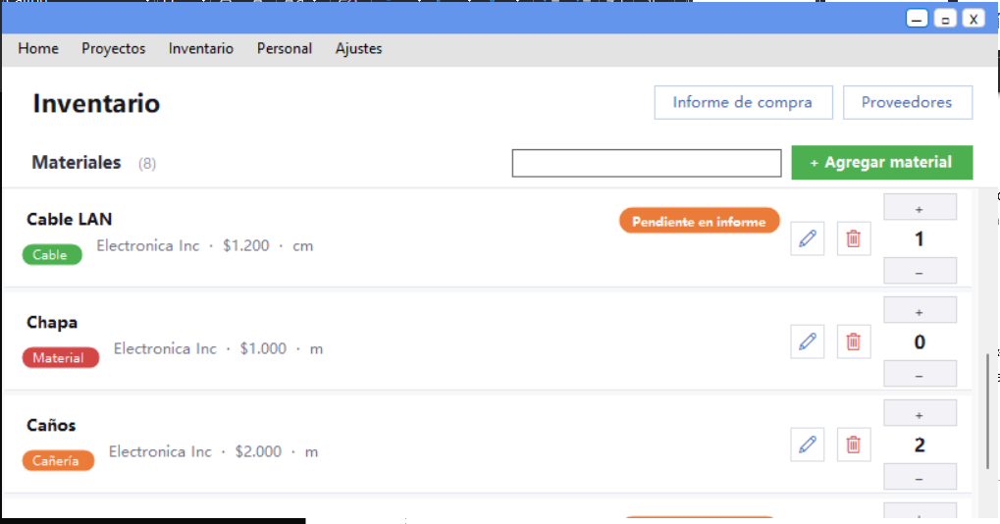 X
Home Proyectos Inventario Personal Ajustes
Inventario
Informe de compra Proveedores
Materiales (8)
+ Agregar material
Cable LAN
Pendiente en informe
Cable Electronica Inc · $1.200 · cm
+
1
−
Chapa
Material Electronica Inc · $1.000 · m
+
0
−
Caños
Cañería Electronica Inc · $2.000 · m
+
2
−